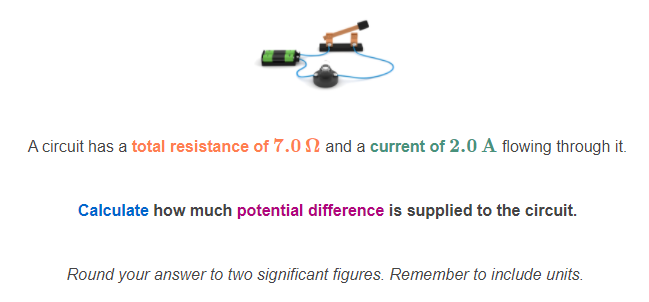 A circuit has a total resistance of 7.0 Ω and a current of 2.0 A flowing through it.
Calculate how much potential difference is supplied to the circuit.
Round your answer to two significant figures. Remember to include units.